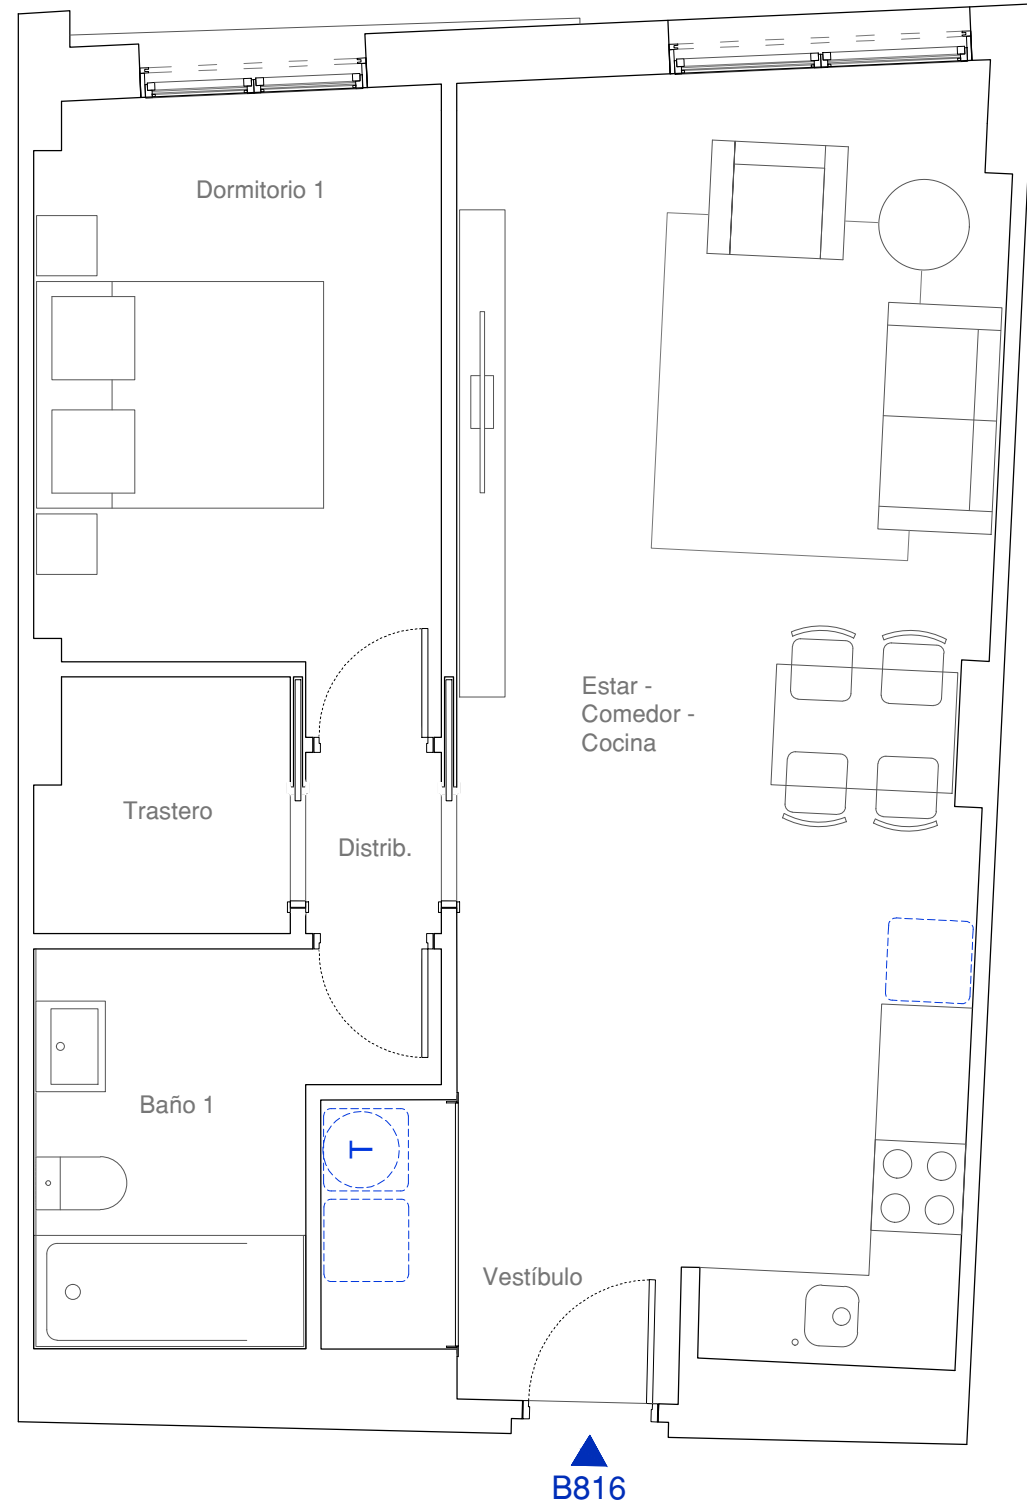 Dormitorio 1
Estar -
Comedor -
Cocina
Trastero
Distrib.
Baño 1
T
Vestíbulo
B816